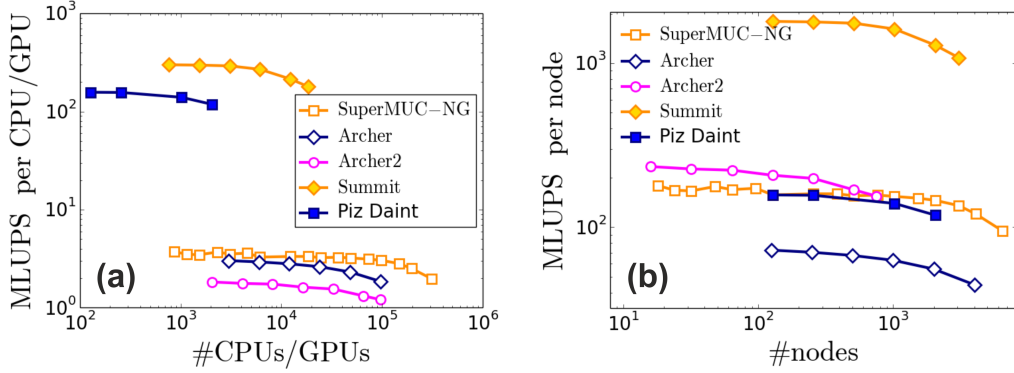 MLUPS per CPU/GPU
10³
10²
10¹
10⁰
SuperMUC−NG
Archer
Archer2
Summit
Piz Daint
(a)
10² 10³ 10⁴ 10⁵ 10⁶
#CPUs/GPUs
MLUPS per node
10³
10²
SuperMUC−NG
Archer
Archer2
Summit
Piz Daint
(b)
10¹ 10² 10³
#nodes